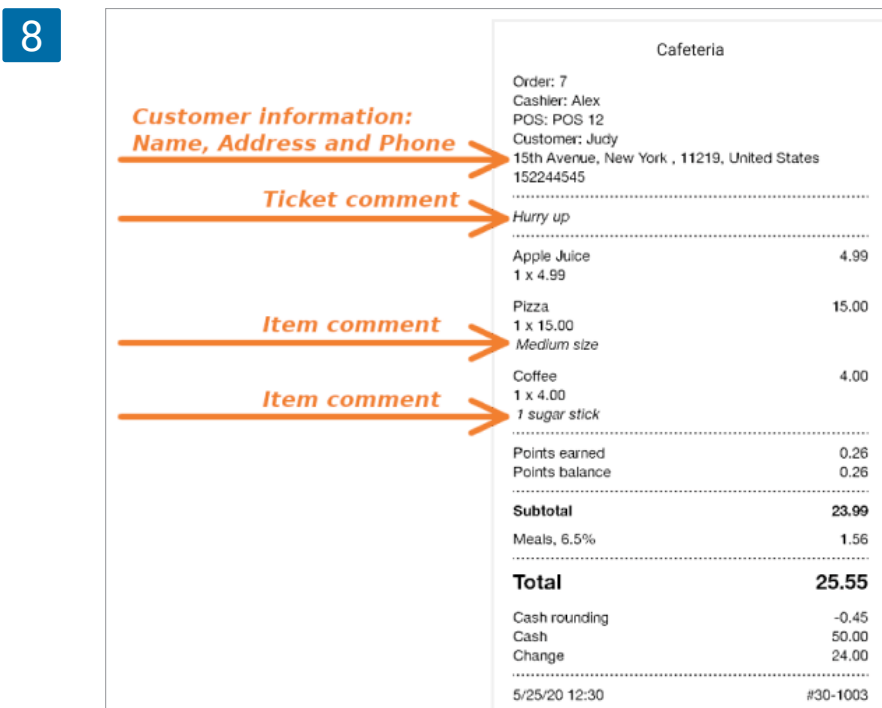 8
Cafeteria
Order: 7
Cashier: Alex
POS: POS 12
Customer: Judy
15th Avenue, New York , 11219, United States
152244545
Customer information:
Name, Address and Phone
Ticket comment
Hurry up
Apple Juice 4.99
1 x 4.99
Pizza 15.00
1 x 15.00
Item comment
Medium size
Coffee 4.00
1 x 4.00
Item comment
1 sugar stick
Points earned 0.26
Points balance 0.26
Subtotal 23.99
Meals, 6.5% 1.56
Total 25.55
Cash rounding -0.45
Cash 50.00
Change 24.00
5/25/20 12:30 #30-1003